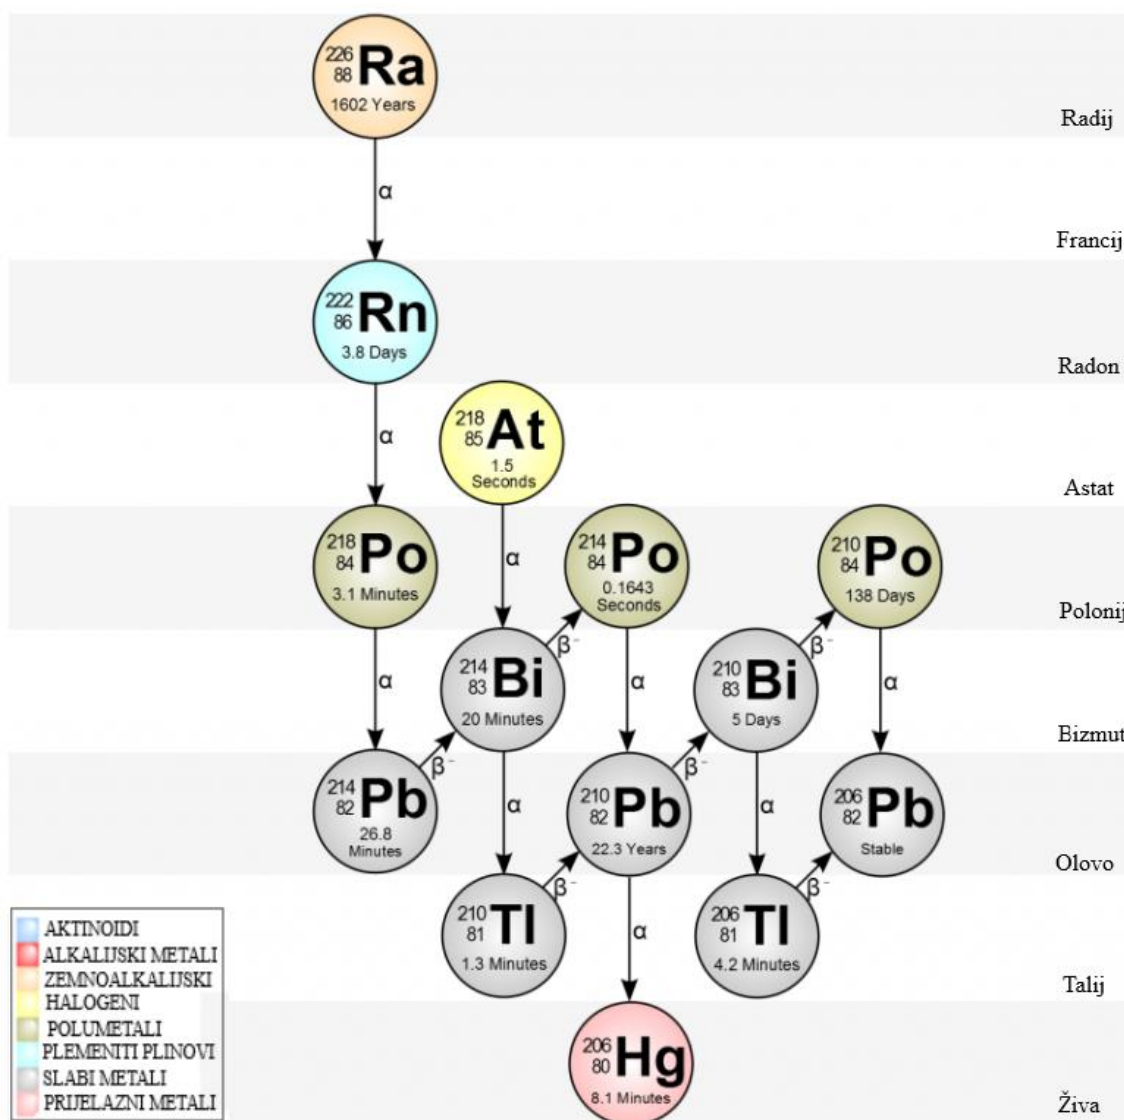 226
88 Ra
1602 Years
Radij
α
Francij
222
86 Rn
3.8 Days
Radon
α
218
85 At
1.5
Seconds
Astat
218
84 Po
3.1 Minutes
α
214
84 Po
0.1643
Seconds
210
84 Po
138 Days
Polonij
α
214
83 Bi
20 Minutes
β⁻
α
210
83 Bi
5 Days
β⁻
α
Bizmut
214
82 Pb
26.8
Minutes
β⁻
α
210
82 Pb
22.3 Years
β⁻
α
206
82 Pb
Stable
Olovo
210
81 Tl
1.3 Minutes
β⁻
α
206
81 Tl
4.2 Minutes
β⁻
Talij
206
80 Hg
8.1 Minutes
Živa
AKTINOIDI
ALKALIJSKI METALI
ZEMNOALKALIJSKI
HALOGENI
POLUMETALI
PLEMENITI PLINOVI
SLABI METALI
PRIJELAZNI METALI